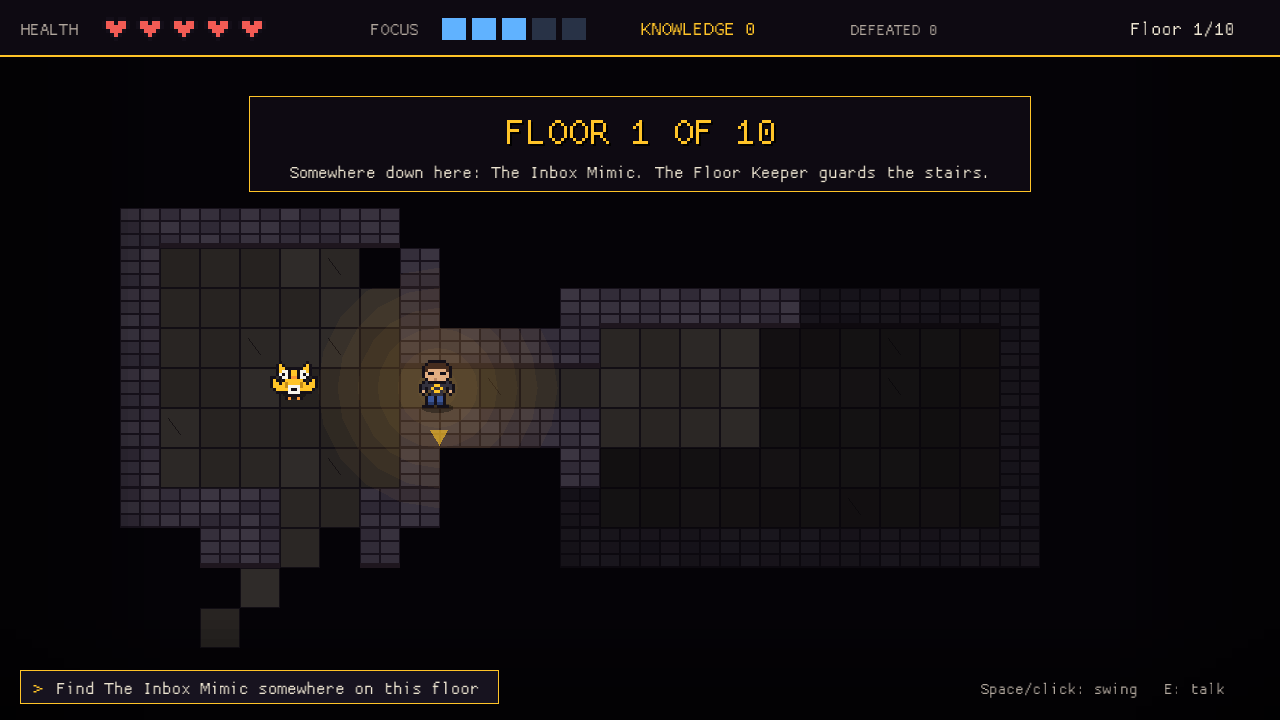 HEALTH FOCUS KNOWLEDGE 0 DEFEATED 0 Floor 1/10
FLOOR 1 OF 10
Somewhere down here: The Inbox Mimic. The Floor Keeper guards the stairs.
> Find The Inbox Mimic somewhere on this floor
Space/click: swing E: talk